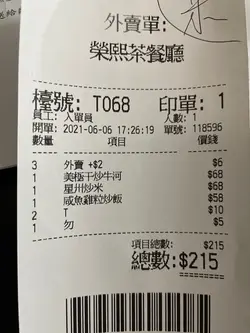 外賣單:
榮熙茶餐廳
檯號: T068 印單: 1
員工: 入單員 人數: 1
開單: 2021-06-06 17:26:19 單號: 118596
數量 項目 價錢
3 外賣 +$2 $6
1 美極干炒牛河 $68
1 星州炒米 $68
1 咸魚雞粒炒飯 $58
2 T $10
1 勿 $5
項目總數: $215
總數:$215